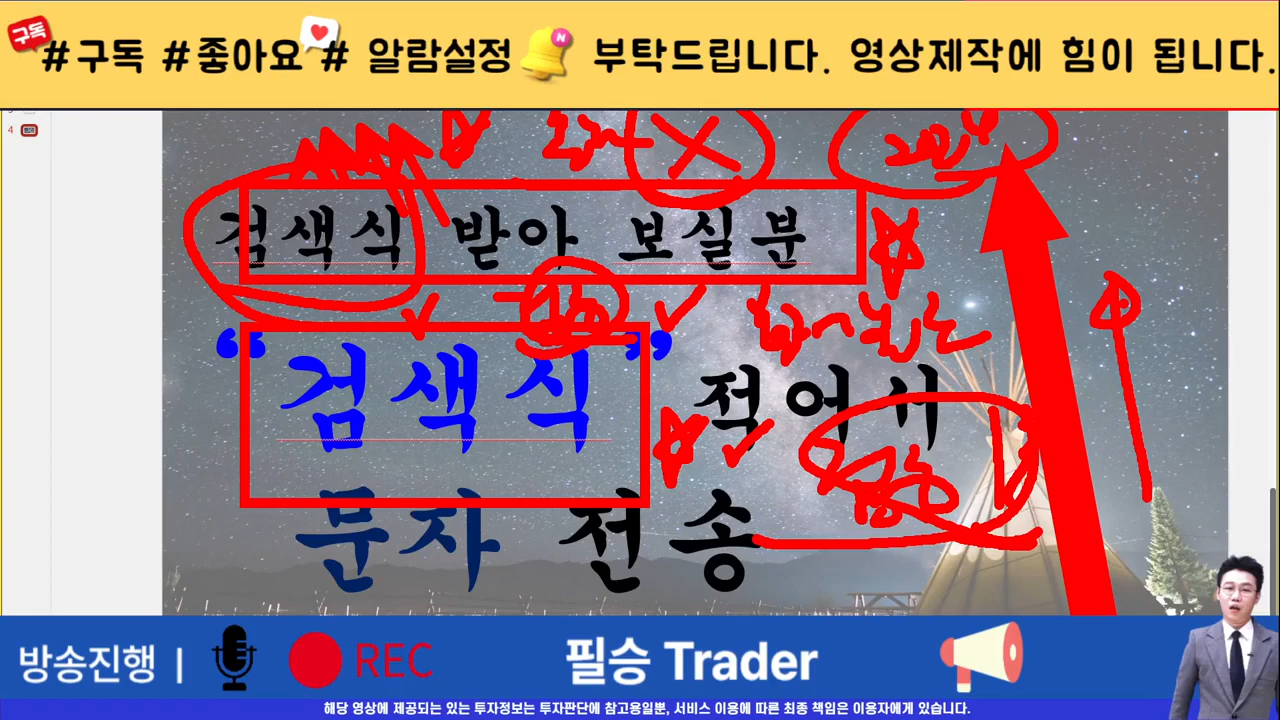 구독
#구독 #좋아요 # 알람설정 N 부탁드립니다. 영상제작에 힘이 됩니다.
4
검색식 받아 보실분
“검색식” 적어서
문자 전송
방송진행 | REC 필승 Trader
해당 영상에 제공되는 있는 투자정보는 투자판단에 참고용일뿐, 서비스 이용에 따른 최종 책임은 이용자에게 있습니다.